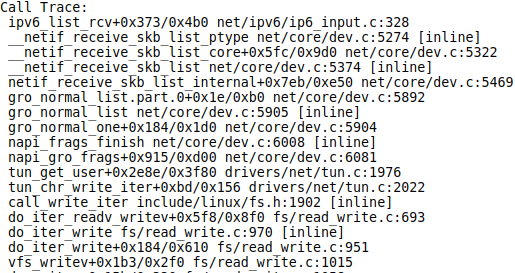 Call Trace:
ipv6_list_rcv+0x373/0x4b0 net/ipv6/ip6_input.c:328
__netif_receive_skb_list_ptype net/core/dev.c:5274 [inline]
__netif_receive_skb_list_core+0x5fc/0x9d0 net/core/dev.c:5322
__netif_receive_skb_list net/core/dev.c:5374 [inline]
netif_receive_skb_list_internal+0x7eb/0xe50 net/core/dev.c:5469
gro_normal_list.part.0+0x1e/0xb0 net/core/dev.c:5892
gro_normal_list net/core/dev.c:5905 [inline]
gro_normal_one+0x184/0x1d0 net/core/dev.c:5904
napi_frags_finish net/core/dev.c:6008 [inline]
napi_gro_frags+0x915/0xd00 net/core/dev.c:6081
tun_get_user+0x2e8e/0x3f80 drivers/net/tun.c:1976
tun_chr_write_iter+0xbd/0x156 drivers/net/tun.c:2022
call_write_iter include/linux/fs.h:1902 [inline]
do_iter_readv_writev+0x5f8/0x8f0 fs/read_write.c:693
do_iter_write fs/read_write.c:970 [inline]
do_iter_write+0x184/0x610 fs/read_write.c:951
vfs_writev+0x1b3/0x2f0 fs/read_write.c:1015